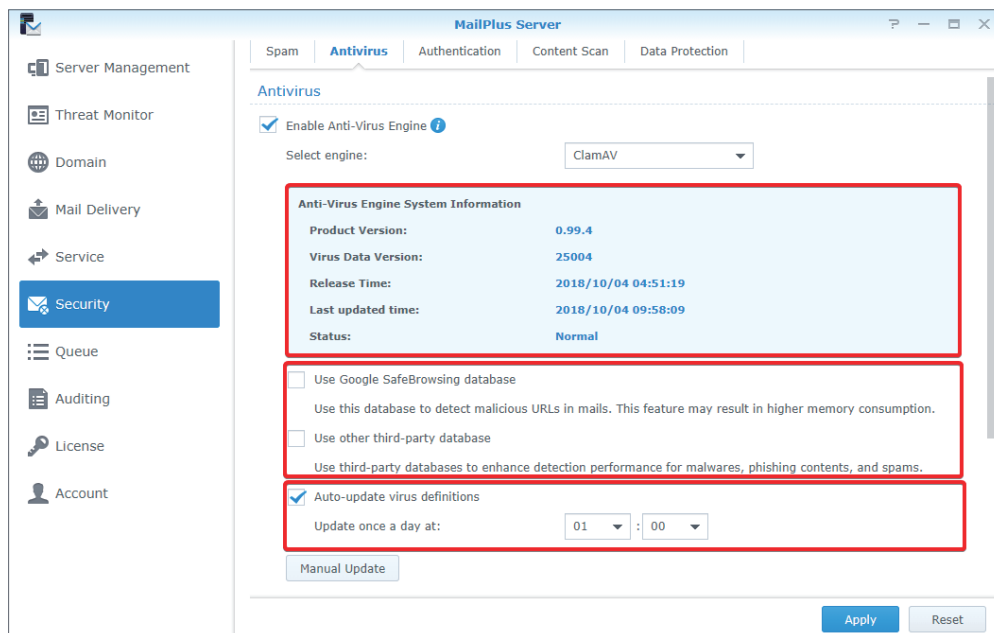 MailPlus Server
Server Management
Threat Monitor
Domain
Mail Delivery
Service
Security
Queue
Auditing
License
Account
Spam
Antivirus
Authentication
Content Scan
Data Protection
Antivirus
Enable Anti-Virus Engine
Select engine: ClamAV
Anti-Virus Engine System Information
Product Version: 0.99.4
Virus Data Version: 25004
Release Time: 2018/10/04 04:51:19
Last updated time: 2018/10/04 09:58:09
Status: Normal
Use Google SafeBrowsing database
Use this database to detect malicious URLs in mails. This feature may result in higher memory consumption.
Use other third-party database
Use third-party databases to enhance detection performance for malwares, phishing contents, and spams.
Auto-update virus definitions
Update once a day at: 01 : 00
Manual Update
Apply
Reset